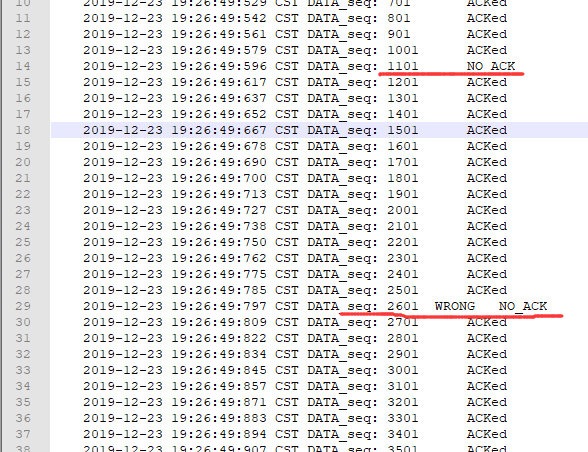 10 2019-12-23 19:26:49:529 CST DATA_seq: 701 ACKed
11 2019-12-23 19:26:49:542 CST DATA_seq: 801 ACKed
12 2019-12-23 19:26:49:561 CST DATA_seq: 901 ACKed
13 2019-12-23 19:26:49:579 CST DATA_seq: 1001 ACKed
14 2019-12-23 19:26:49:596 CST DATA_seq: 1101 NO_ACK
15 2019-12-23 19:26:49:617 CST DATA_seq: 1201 ACKed
16 2019-12-23 19:26:49:637 CST DATA_seq: 1301 ACKed
17 2019-12-23 19:26:49:652 CST DATA_seq: 1401 ACKed
18 2019-12-23 19:26:49:667 CST DATA_seq: 1501 ACKed
19 2019-12-23 19:26:49:678 CST DATA_seq: 1601 ACKed
20 2019-12-23 19:26:49:690 CST DATA_seq: 1701 ACKed
21 2019-12-23 19:26:49:700 CST DATA_seq: 1801 ACKed
22 2019-12-23 19:26:49:713 CST DATA_seq: 1901 ACKed
23 2019-12-23 19:26:49:727 CST DATA_seq: 2001 ACKed
24 2019-12-23 19:26:49:738 CST DATA_seq: 2101 ACKed
25 2019-12-23 19:26:49:750 CST DATA_seq: 2201 ACKed
26 2019-12-23 19:26:49:762 CST DATA_seq: 2301 ACKed
27 2019-12-23 19:26:49:775 CST DATA_seq: 2401 ACKed
28 2019-12-23 19:26:49:785 CST DATA_seq: 2501 ACKed
29 2019-12-23 19:26:49:797 CST DATA_seq: 2601 WRONG NO_ACK
30 2019-12-23 19:26:49:809 CST DATA_seq: 2701 ACKed
31 2019-12-23 19:26:49:822 CST DATA_seq: 2801 ACKed
32 2019-12-23 19:26:49:834 CST DATA_seq: 2901 ACKed
33 2019-12-23 19:26:49:845 CST DATA_seq: 3001 ACKed
34 2019-12-23 19:26:49:857 CST DATA_seq: 3101 ACKed
35 2019-12-23 19:26:49:871 CST DATA_seq: 3201 ACKed
36 2019-12-23 19:26:49:883 CST DATA_seq: 3301 ACKed
37 2019-12-23 19:26:49:894 CST DATA_seq: 3401 ACKed
38 2019-12-23 19:26:49:907 CST DATA_seq: 3501 ACKed